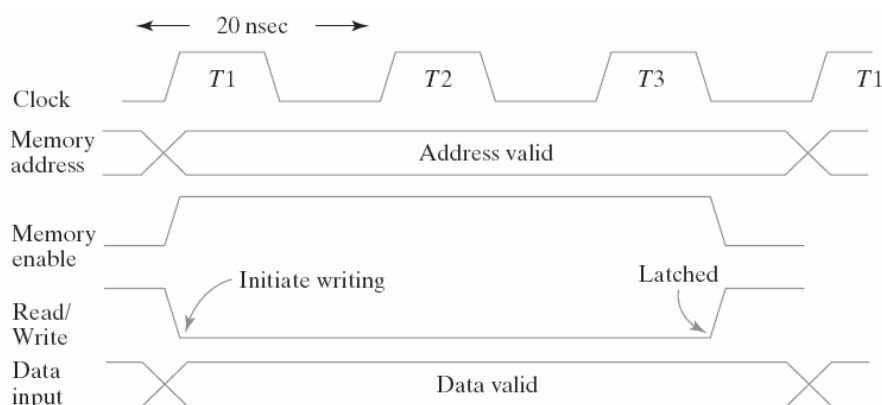 20 nsec
Clock
T1
T2
T3
T1
Memory
address
Address valid
Memory
enable
Initiate writing
Latched
Read/
Write
Data
input
Data valid